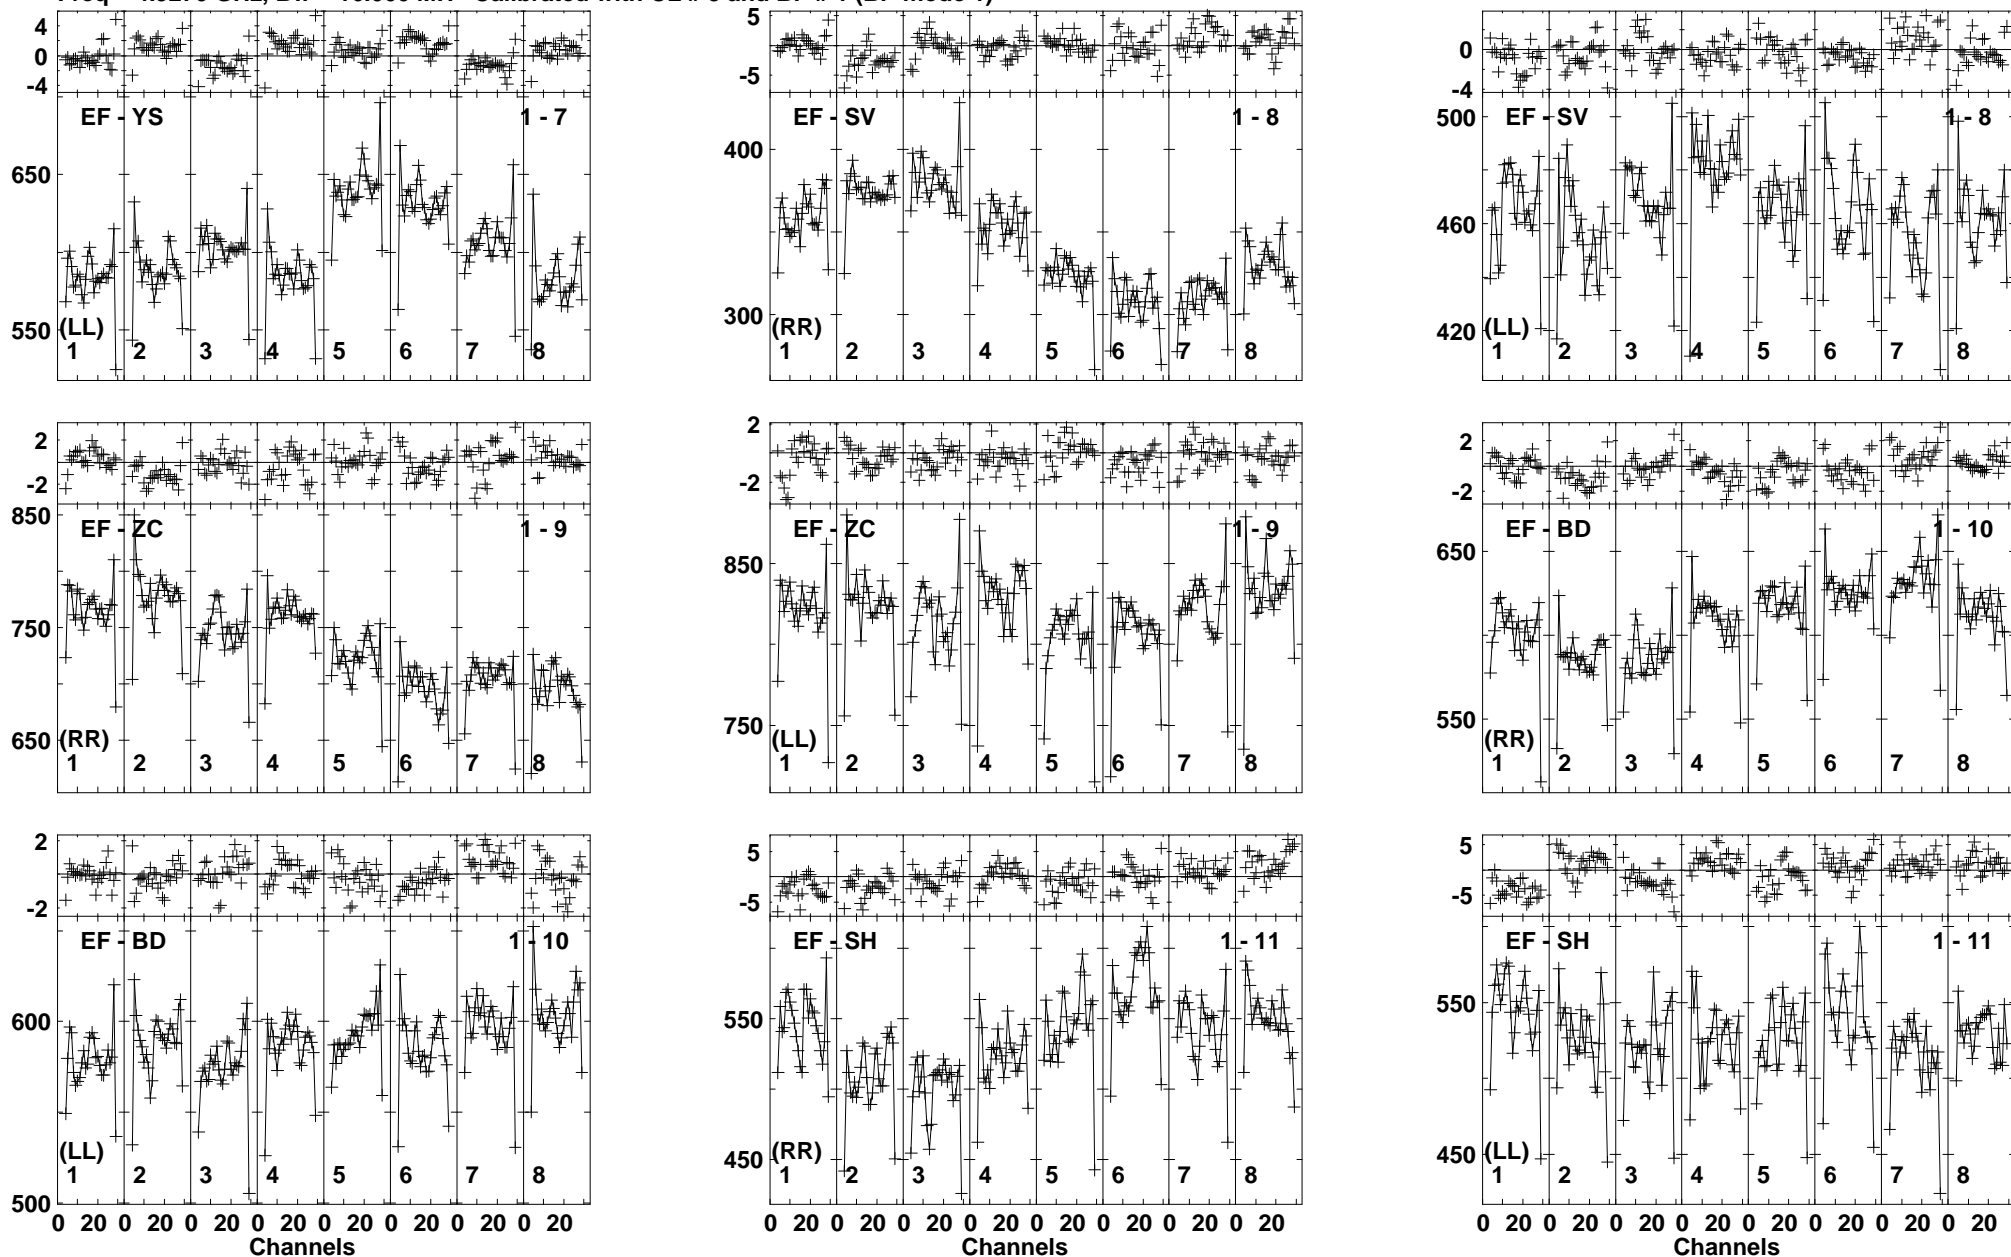 4 0 -4
EF - YS 1 - 7
650
550
(LL)
1 2 3 4 5 6 7 8
5 -5
EF - SV 1 - 8
400
300
(RR)
1 2 3 4 5 6 7 8
0 -4
EF - SV 1 - 8
500
460
420
(LL)
1 2 3 4 5 6 7 8
2 -2
EF - ZC 1 - 9
850
750
650
(RR)
1 2 3 4 5 6 7 8
2 -2
EF - ZC 1 - 9
850
750
(LL)
1 2 3 4 5 6 7 8
2 -2
EF - BD 1 - 10
650
550
(RR)
1 2 3 4 5 6 7 8
2 -2
EF - BD 1 - 10
600
500
(LL)
1 2 3 4 5 6 7 8
0 20 0 20 0 20 0 20 0 20 0 20 0 20 0 20
Channels
5 -5
EF - SH 1 - 11
550
450
(RR)
1 2 3 4 5 6 7 8
0 20 0 20 0 20 0 20 0 20 0 20 0 20 0 20
Channels
5 -5
EF - SH 1 - 11
550
450
(LL)
1 2 3 4 5 6 7 8
0 20 0 20 0 20 0 20 0 20 0 20 0 20 0 20
Channels